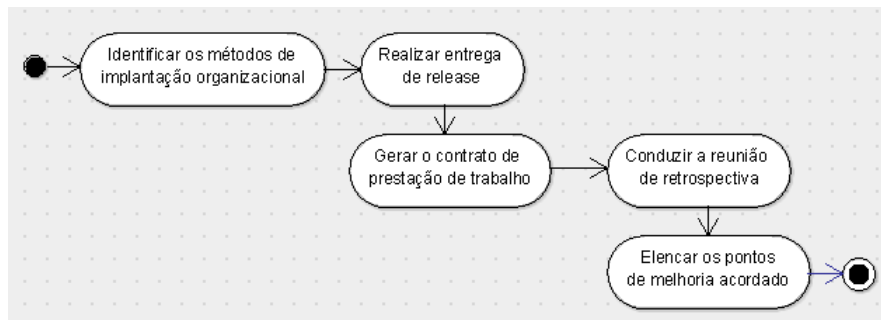 Identificar os métodos de
implantação organizacional
Realizar entrega
de release
Gerar o contrato de
prestação de trabalho
Conduzir a reunião
de retrospectiva
Elencar os pontos
de melhoria acordado